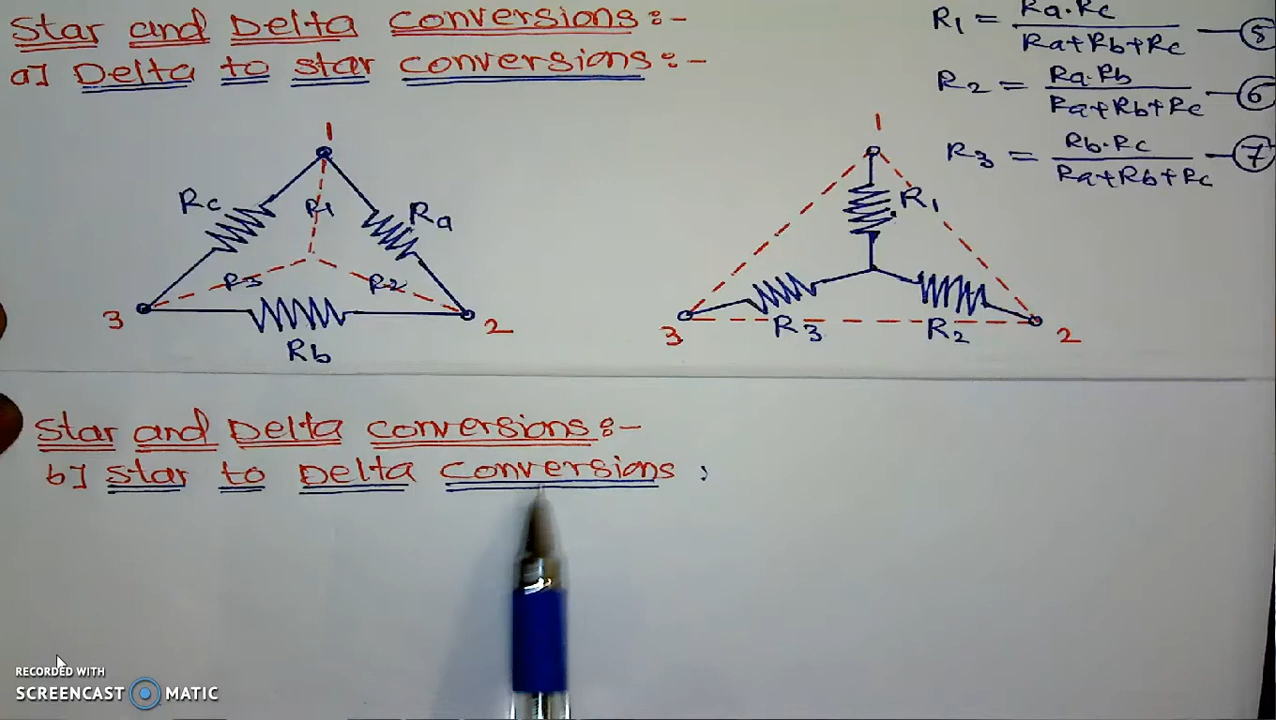 Star and Delta conversions:-
a] Delta to star conversions:-
R1 = Ra.Rc / Ra+Rb+Rc — 5
R2 = Ra.Rb / Ra+Rb+Rc — 6
R3 = Rb.Rc / Ra+Rb+Rc — 7
1
Rc
R1
Ra
R3
R2
3
2
Rb
1
R1
3
R3
R2
2
Star and Delta conversions:-
b] Star to Delta conversions :
RECORDED WITH
SCREENCAST MATIC